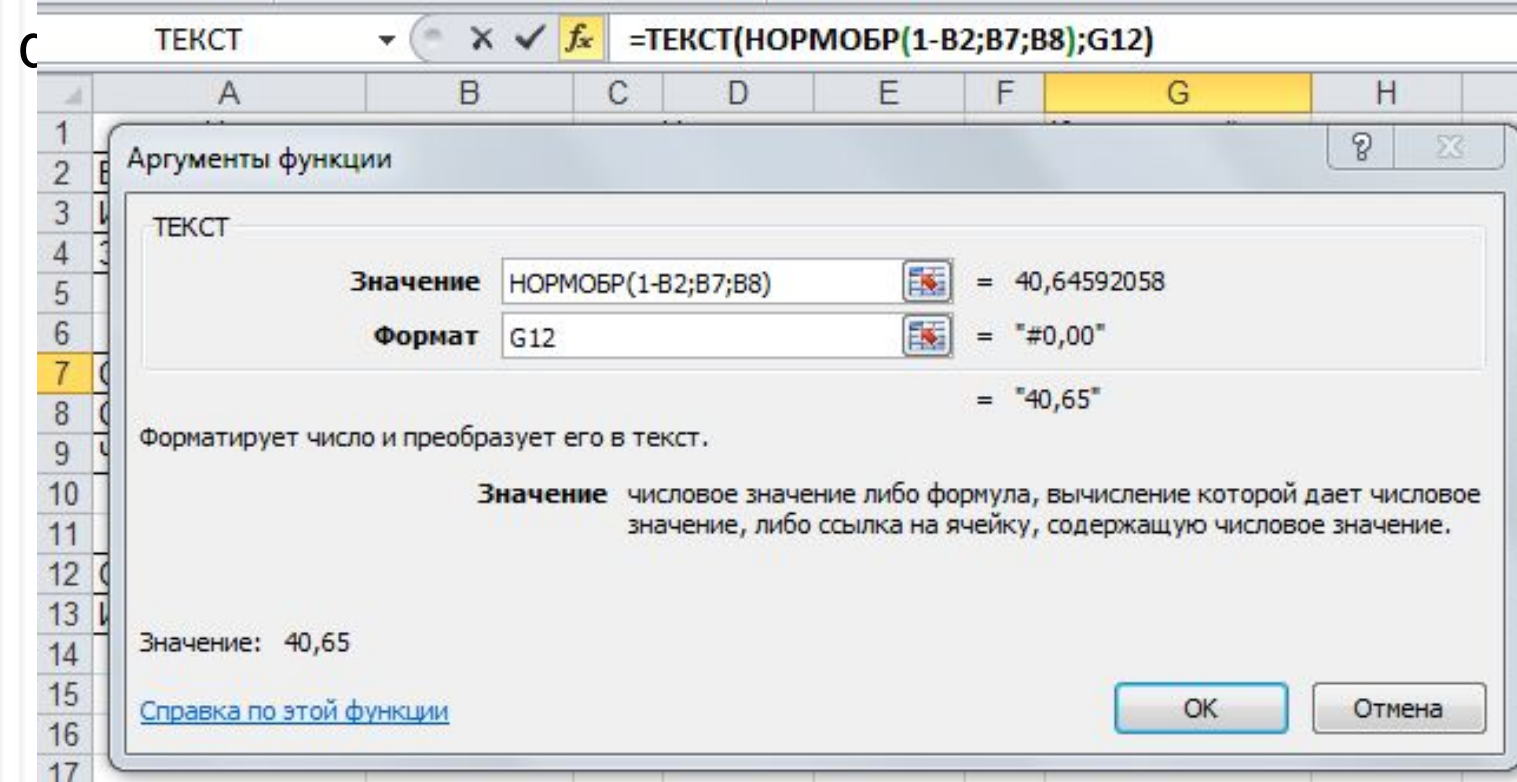 ТЕКСТ fx =ТЕКСТ(НОРМОБР(1-B2;B7;B8);G12)
A B C D E F G H
1
2
3
4
5
6
7
8
9
10
11
12
13
14
15
16
17
Аргументы функции
ТЕКСТ
Значение НОРМОБР(1-B2;B7;B8) = 40,64592058
Формат G12 = "#0,00"
= "40,65"
Форматирует число и преобразует его в текст.
Значение числовое значение либо формула, вычисление которой дает числовое
значение, либо ссылка на ячейку, содержащую числовое значение.
Значение: 40,65
Справка по этой функции
ОК Отмена